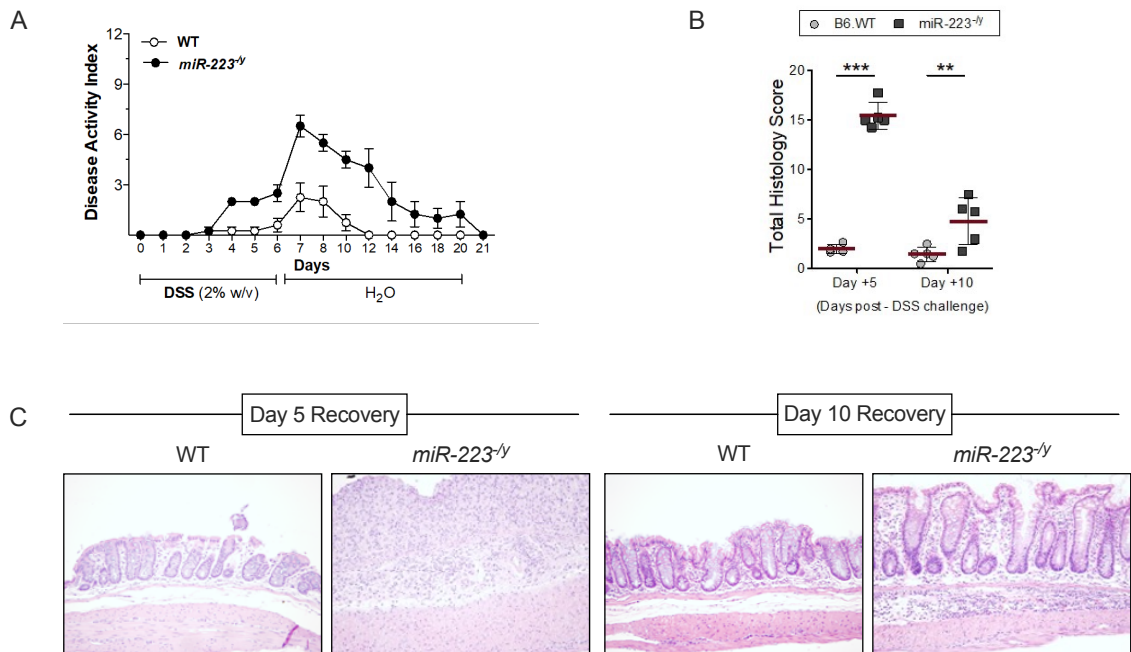 A
12
9
6
3
Disease Activity Index
WT
miR-223-/y
0 1 2 3 4 5 6 7 8 10 12 14 16 18 20 21
Days
DSS (2% w/v)
H2O
B
B6.WT miR-223-/y
*** **
20
15
10
5
0
Total Histology Score
Day +5 Day +10
(Days post - DSS challenge)
C
Day 5 Recovery
Day 10 Recovery
WT
miR-223-/y
WT
miR-223-/y